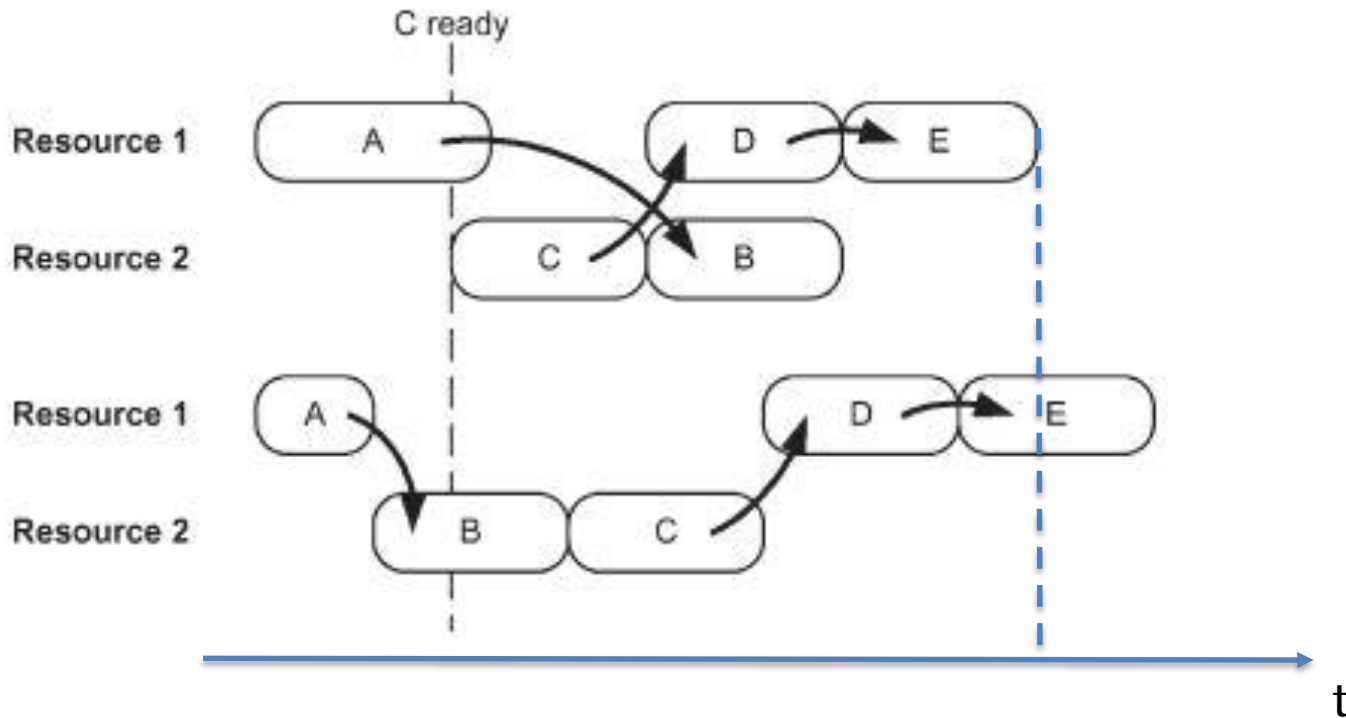 C ready
Resource 1 A D E
Resource 2 C B
Resource 1 A D E
Resource 2 B C
t